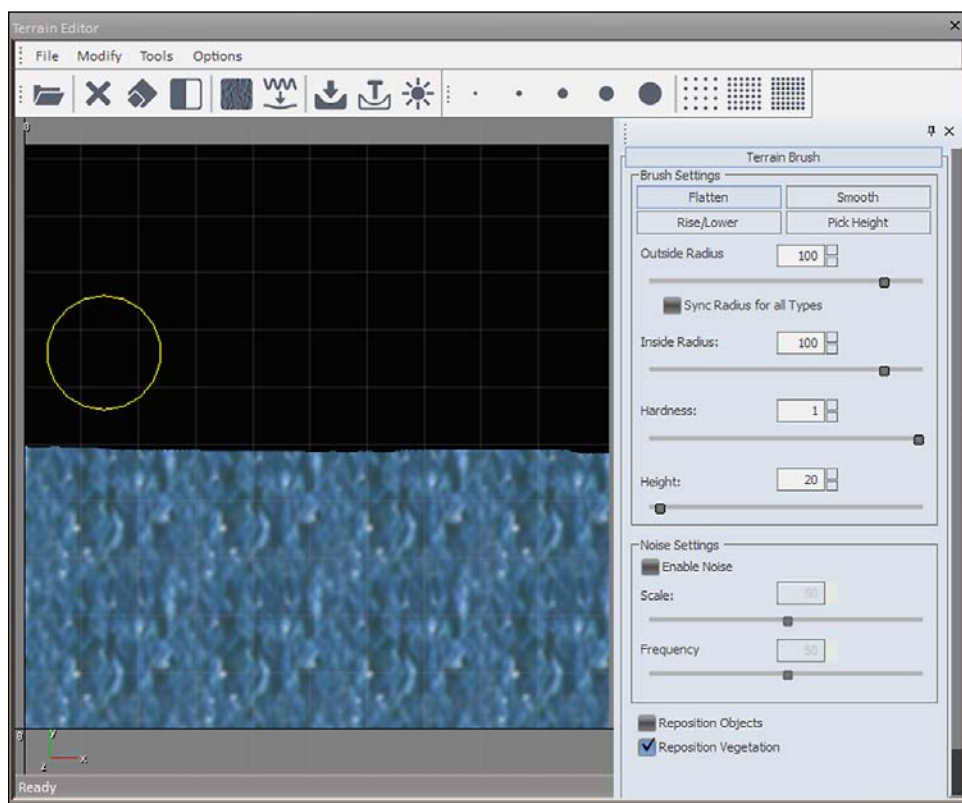 Terrain Editor
File Modify Tools Options
Terrain Brush
Brush Settings
Flatten Smooth
Rise/Lower Pick Height
Outside Radius 100
Sync Radius for all Types
Inside Radius: 100
Hardness: 1
Height: 20
Noise Settings
Enable Noise
Scale: 50
Frequency 50
Reposition Objects
Reposition Vegetation
y
z x
Ready